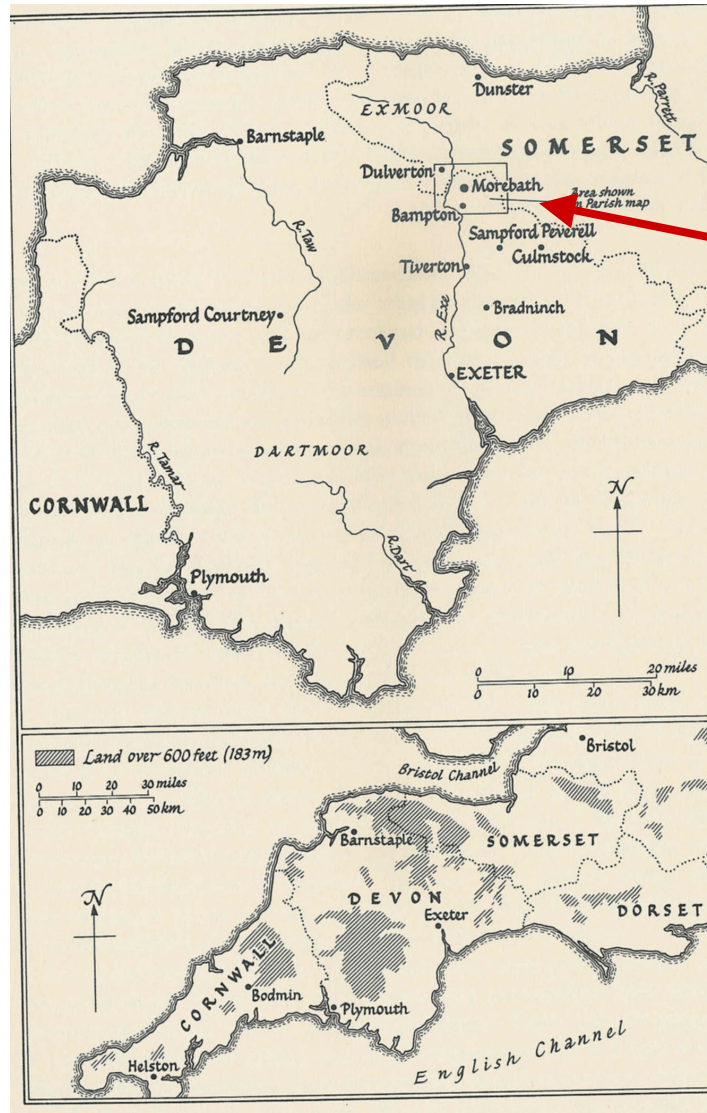 Dunster
R. Parrett
EXMOOR
Barnstaple
SOMERSET
Dulverton
Morebath
Area shown
in Parish map
Bampton
R. Taw
Sampford Peverell
Culmstock
Tiverton
R. Exe
Bradninch
Sampford Courtney
DEVON
EXETER
DARTMOOR
R. Tamar
CORNWALL
N
R. Dart
Plymouth
0 10 20 miles
0 10 20 30 km
Land over 600 feet (183m)
0 10 20 30 miles
0 10 20 30 40 50 km
Bristol
Bristol Channel
Barnstaple
SOMERSET
DEVON
N
Exeter
DORSET
CORNWALL
Bodmin
Plymouth
Helston
English Channel